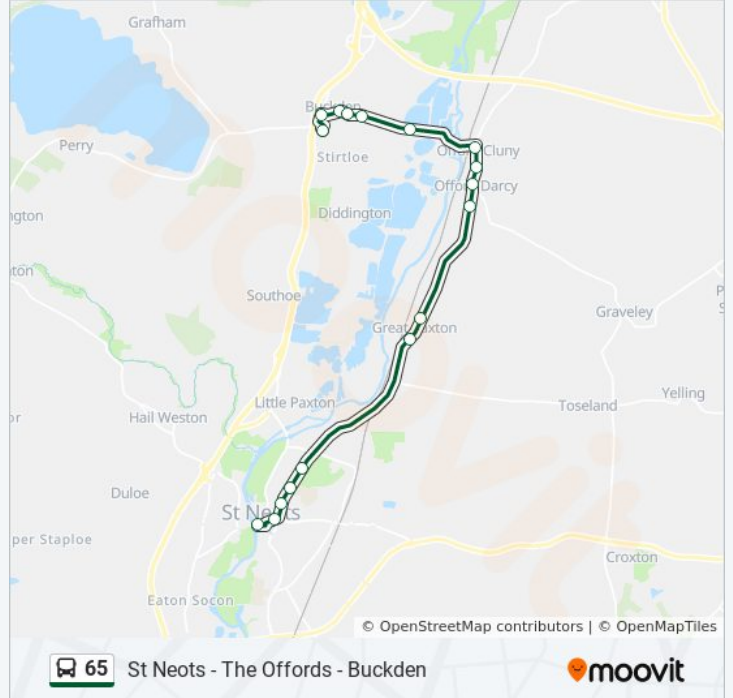 Grafham
Buckden
Perry
Offord Cluny
Stirtloe
Offord Darcy
Diddington
Southoe
Graveley
Great Paxton
Little Paxton
Yelling
Toseland
Hail Weston
Duloe
St Neots
per Staploe
Croxton
Eaton Socon
moovit
© OpenStreetMap contributors | © OpenMapTiles
65 St Neots - The Offords - Buckden
moovit